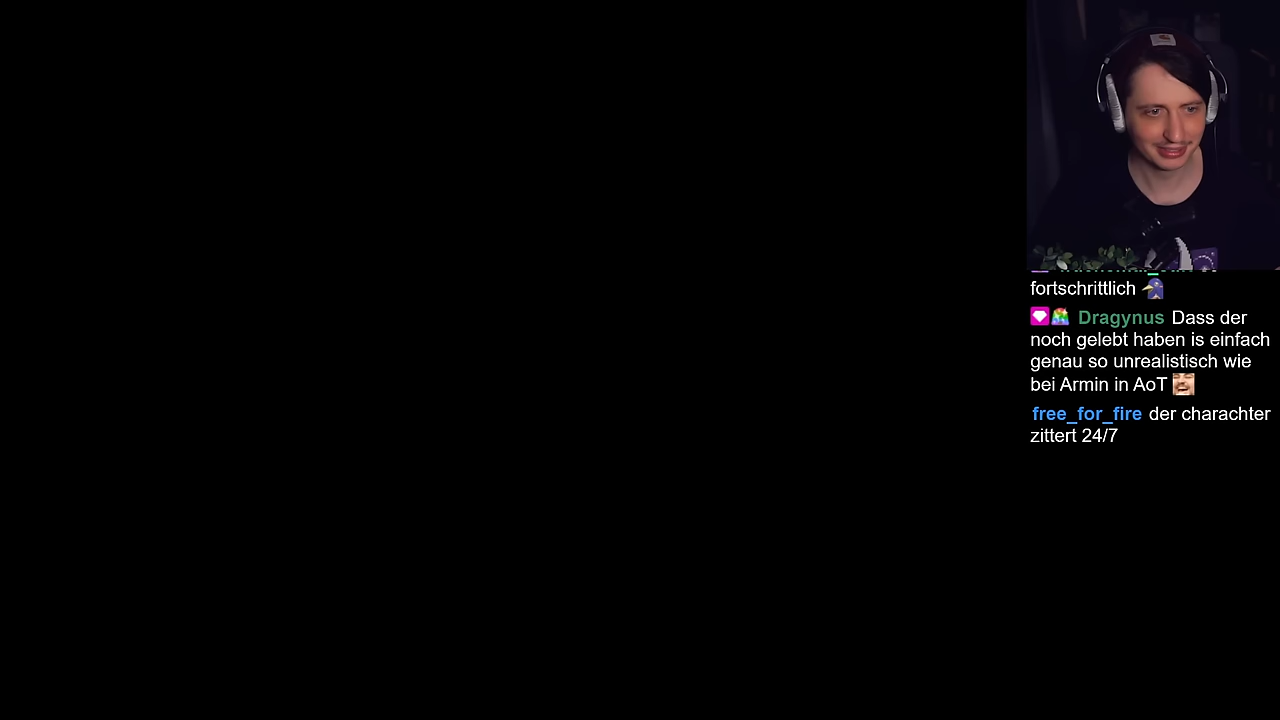 fortschrittlich
Dragynus Dass der
noch gelebt haben is einfach
genau so unrealistisch wie
bei Armin in AoT
free_for_fire der charachter
zittert 24/7